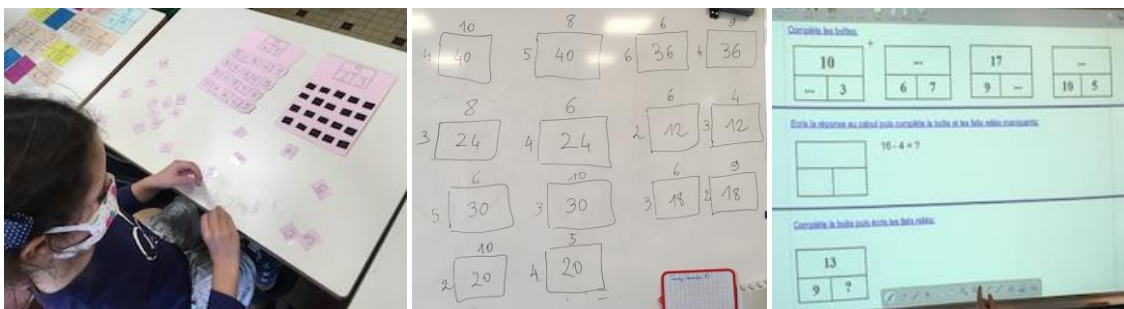 10 8 6 9
4 40 5 40 6 36 4 36
8 6 6 4
3 24 4 24 2 12 3 12
6 10 6 9
5 30 3 30 3 18 2 18
10 5
2 20 4 20
Complète les boîtes:
10 ... 17 ...
... 3 6 7 9 ... 10 5
Ecris la réponse au calcul puis complète la boîte et les faits reliés manquants:
16 - 4 = ?
Complète la boîte puis écris les faits reliés:
13
9 ?